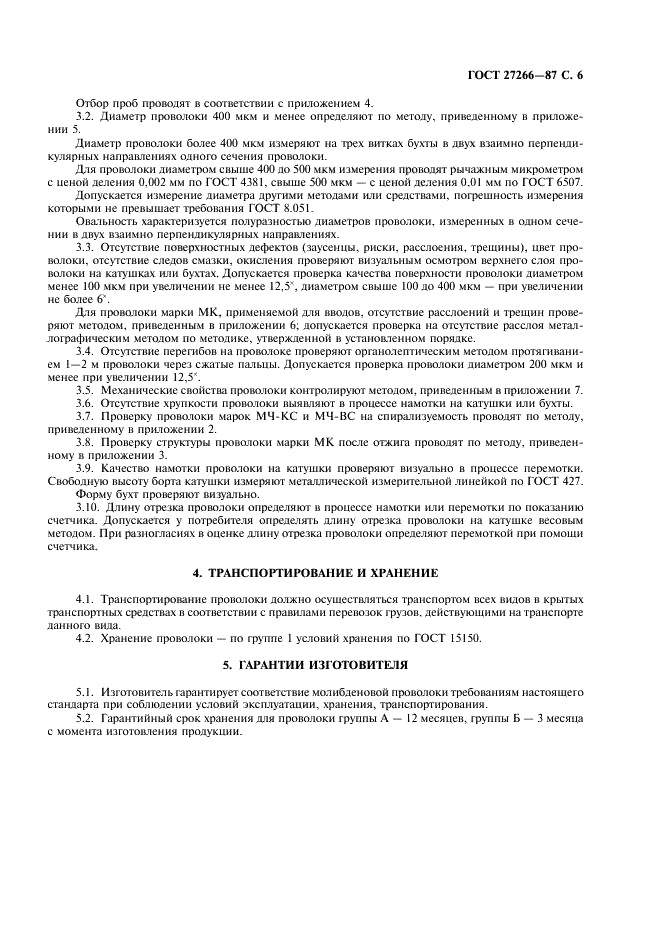 ГОСТ 27266—87 С. 6
Отбор проб проводят в соответствии с приложением 4.
3.2. Диаметр проволоки 400 мкм и менее определяют по методу, приведенному в приложе-
нии 5.
Диаметр проволоки более 400 мкм измеряют на трех витках бухты в двух взаимно перпенди-
кулярных направлениях одного сечения проволоки.
Для проволоки диаметром свыше 400 до 500 мкм измерения проводят рычажным микрометром
с ценой деления 0,002 мм по ГОСТ 4381, свыше 500 мкм — с ценой деления 0,01 мм по ГОСТ 6507.
Допускается измерение диаметра другими методами или средствами, погрешность измерения
которыми не превышает требования ГОСТ 8.051.
Овальность характеризуется полуразностью диаметров проволоки, измеренных в одном сече-
нии в двух взаимно перпендикулярных направлениях.
3.3. Отсутствие поверхностных дефектов (заусенцы, риски, расслоения, трещины), цвет про-
волоки, отсутствие следов смазки, окисления проверяют визуальным осмотром верхнего слоя про-
волоки на катушках или бухтах. Допускается проверка качества поверхности проволоки диаметром
менее 100 мкм при увеличении не менее 12,5×, диаметром свыше 100 до 400 мкм — при увеличении
не более 6×.
Для проволоки марки МК, применяемой для вводов, отсутствие расслоений и трещин прове-
ряют методом, приведенным в приложении 6; допускается проверка на отсутствие расслоя метал-
лографическим методом по методике, утвержденной в установленном порядке.
3.4. Отсутствие перегибов на проволоке проверяют органолептическим методом протягивани-
ем 1—2 м проволоки через сжатые пальцы. Допускается проверка проволоки диаметром 200 мкм и
менее при увеличении 12,5×.
3.5. Механические свойства проволоки контролируют методом, приведенным в приложении 7.
3.6. Отсутствие хрупкости проволоки выявляют в процессе намотки на катушки или бухты.
3.7. Проверку проволоки марок МЧ-КС и МЧ-ВС на спирализуемость проводят по методу,
приведенному в приложении 2.
3.8. Проверку структуры проволоки марки МК после отжига проводят по методу, приведен-
ному в приложении 3.
3.9. Качество намотки проволоки на катушки проверяют визуально в процессе перемотки.
Свободную высоту борта катушки измеряют металлической измерительной линейкой по ГОСТ 427.
Форму бухт проверяют визуально.
3.10. Длину отрезка проволоки определяют в процессе намотки или перемотки по показанию
счетчика. Допускается у потребителя определять длину отрезка проволоки на катушке весовым
методом. При разногласиях в оценке длину отрезка проволоки определяют перемоткой при помощи
счетчика.
4. ТРАНСПОРТИРОВАНИЕ И ХРАНЕНИЕ
4.1. Транспортирование проволоки должно осуществляться транспортом всех видов в крытых
транспортных средствах в соответствии с правилами перевозок грузов, действующими на транспорте
данного вида.
4.2. Хранение проволоки — по группе 1 условий хранения по ГОСТ 15150.
5. ГАРАНТИИ ИЗГОТОВИТЕЛЯ
5.1. Изготовитель гарантирует соответствие молибденовой проволоки требованиям настоящего
стандарта при соблюдении условий эксплуатации, хранения, транспортирования.
5.2. Гарантийный срок хранения для проволоки группы А — 12 месяцев, группы Б — 3 месяца
с момента изготовления продукции.